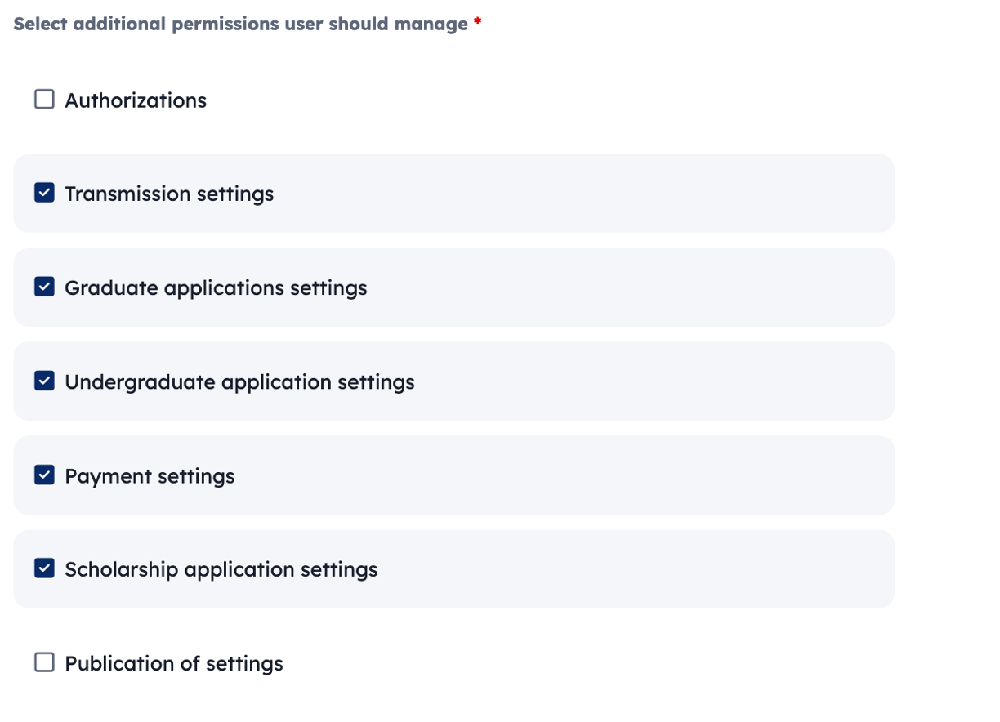 Select additional permissions user should manage *
Authorizations
Transmission settings
Graduate applications settings
Undergraduate application settings
Payment settings
Scholarship application settings
Publication of settings